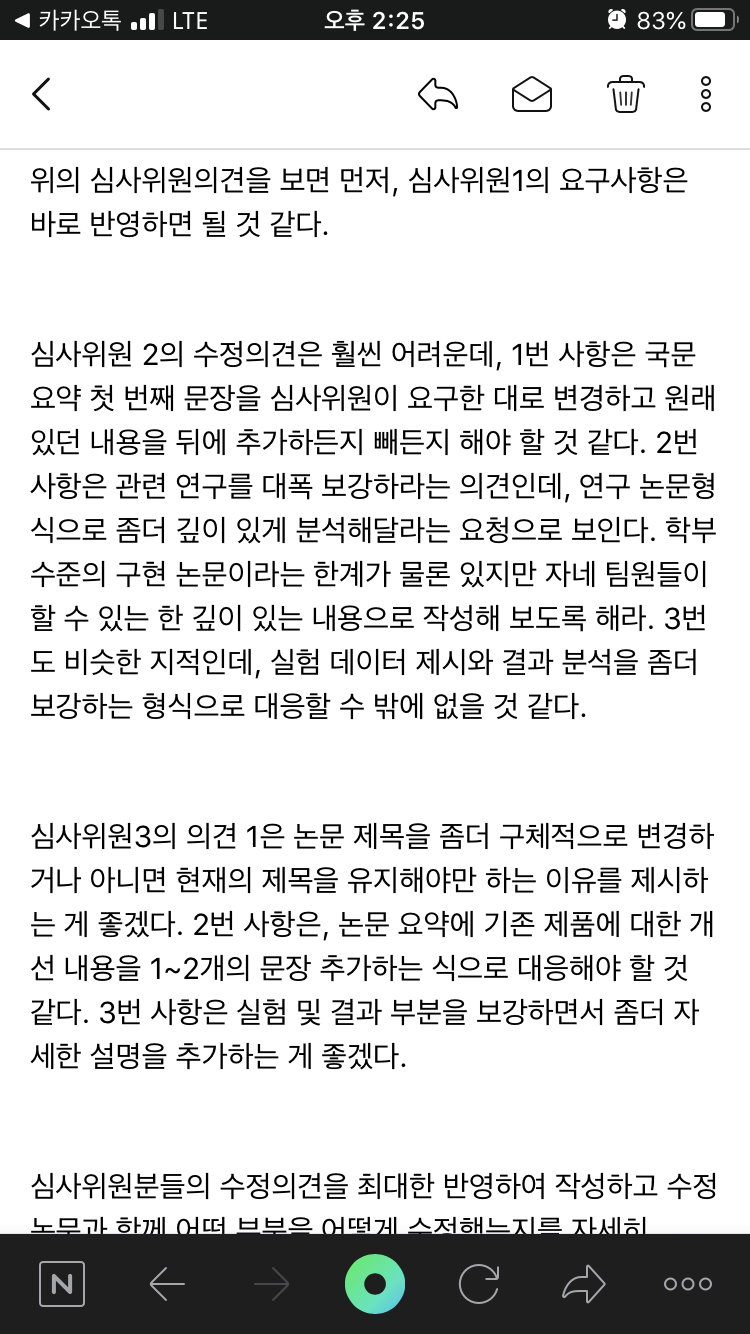 카카오톡 LTE 오후 2:25 83%
위의 심사위원의견을 보면 먼저, 심사위원1의 요구사항은
바로 반영하면 될 것 같다.
심사위원 2의 수정의견은 훨씬 어려운데, 1번 사항은 국문
요약 첫 번째 문장을 심사위원이 요구한 대로 변경하고 원래
있던 내용을 뒤에 추가하든지 빼든지 해야 할 것 같다. 2번
사항은 관련 연구를 대폭 보강하라는 의견인데, 연구 논문형
식으로 좀더 깊이 있게 분석해달라는 요청으로 보인다. 학부
수준의 구현 논문이라는 한계가 물론 있지만 자네 팀원들이
할 수 있는 한 깊이 있는 내용으로 작성해 보도록 해라. 3번
도 비슷한 지적인데, 실험 데이터 제시와 결과 분석을 좀더
보강하는 형식으로 대응할 수 밖에 없을 것 같다.
심사위원3의 의견 1은 논문 제목을 좀더 구체적으로 변경하
거나 아니면 현재의 제목을 유지해야만 하는 이유를 제시하
는 게 좋겠다. 2번 사항은, 논문 요약에 기존 제품에 대한 개
선 내용을 1~2개의 문장 추가하는 식으로 대응해야 할 것
같다. 3번 사항은 실험 및 결과 부분을 보강하면서 좀더 자
세한 설명을 추가하는 게 좋겠다.
심사위원분들의 수정의견을 최대한 반영하여 작성하고 수정
논문과 함께 어떤 부분을 어떻게 수정했는지를 자세히
N